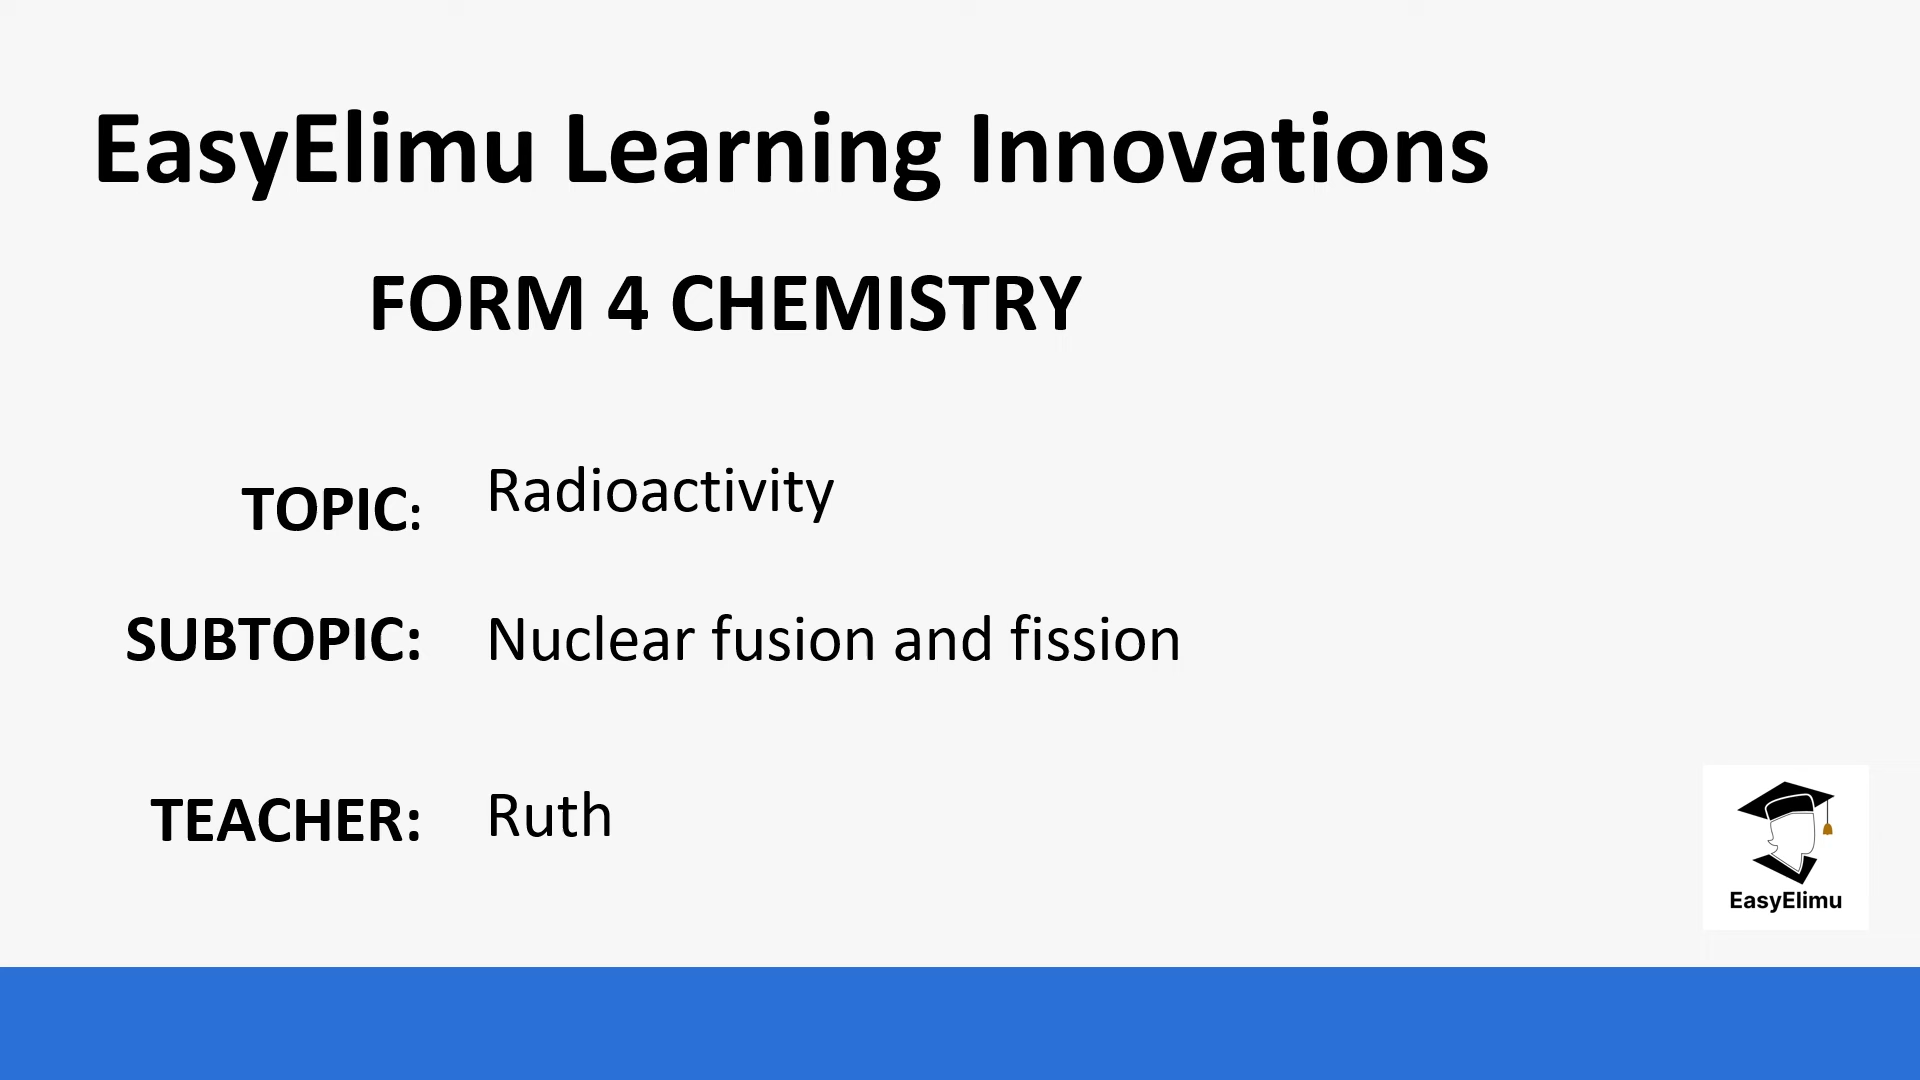 EasyElimu Learning Innovations
FORM 4 CHEMISTRY
TOPIC: Radioactivity
SUBTOPIC: Nuclear fusion and fission
TEACHER: Ruth
EasyElimu